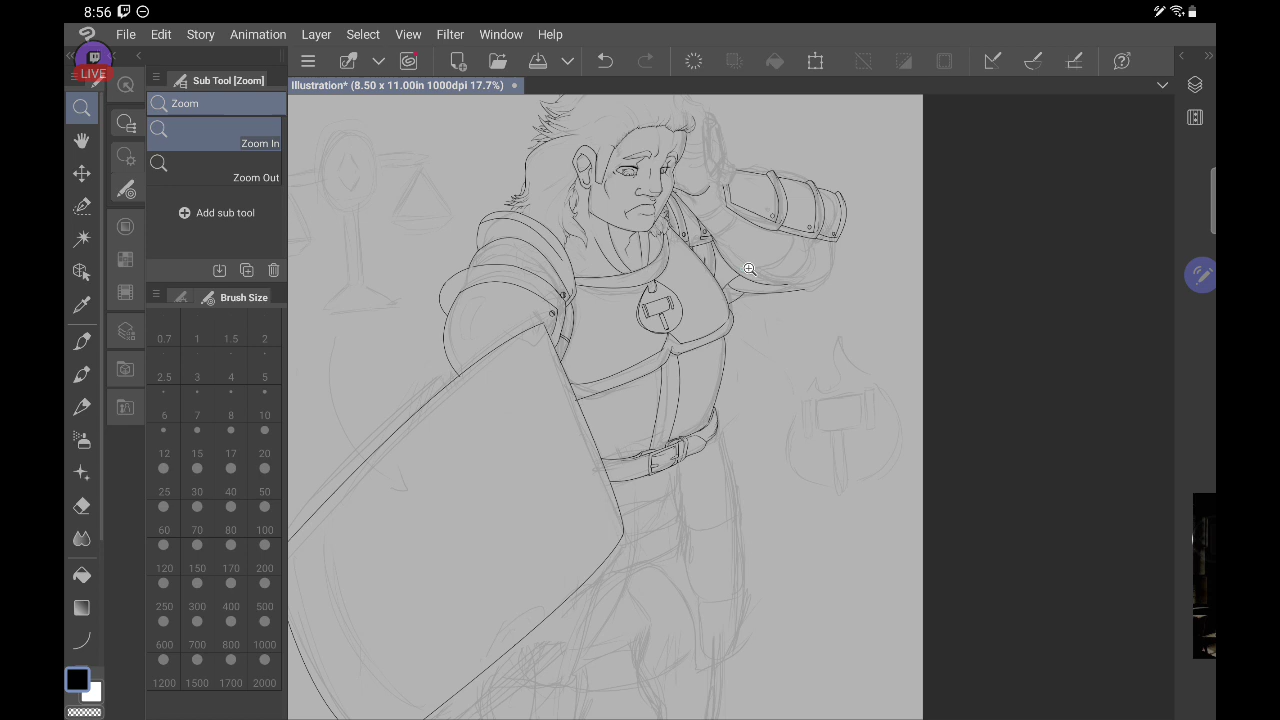 8:56
File Edit Story Animation Layer Select View Filter Window Help
LIVE
Sub Tool [Zoom]
Illustration* (8.50 x 11.00in 1000dpi 17.7%)
Zoom
Zoom In
Zoom Out
Add sub tool
Brush Size
0.7 1 1.5 2
2.5 3 4 5
6 7 8 10
12 15 17 20
25 30 40 50
60 70 80 100
120 150 170 200
250 300 400 500
600 700 800 1000
1200 1500 1700 2000